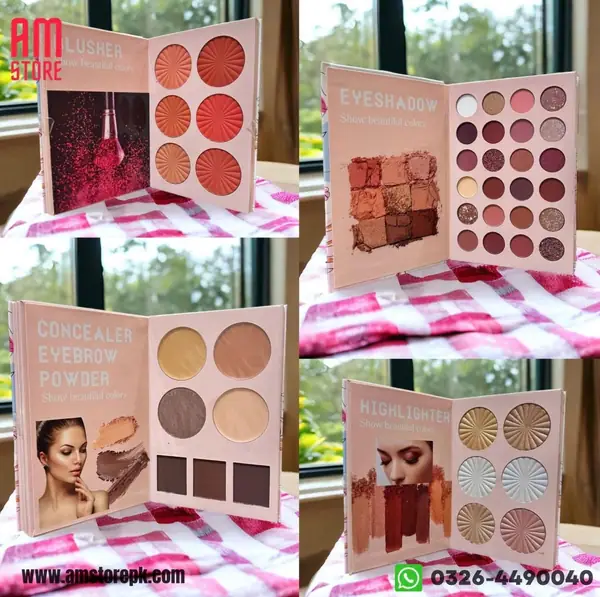 AM
STORE
BLUSHER
Show beautiful colors
EYESHADOW
Show beautiful colors
CONCEALER
EYEBROW
POWDER
Show beautiful colors
HIGHLIGHTER
Show beautiful colors
www.amstorepk.com
0326-4490040